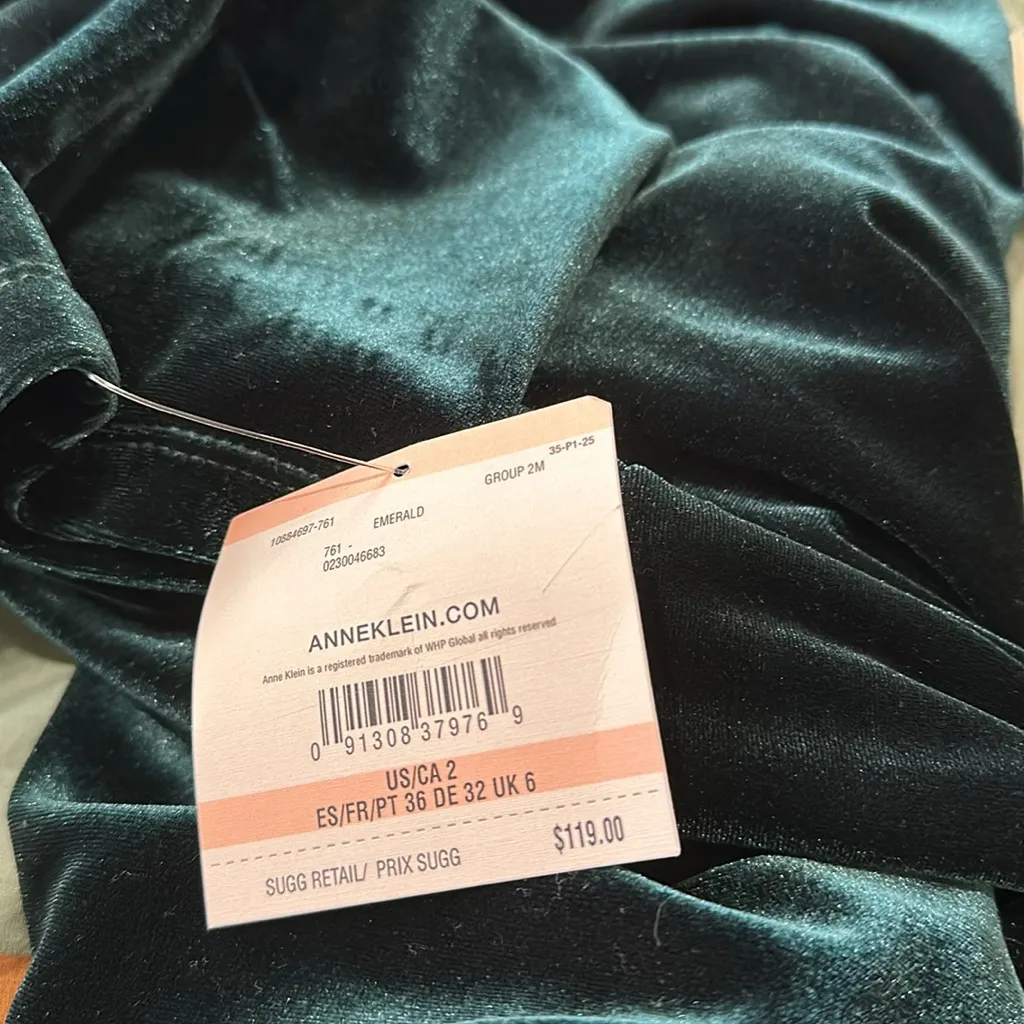 35-P1-25
GROUP 2M
10884697-761 EMERALD
761 -
0230046683
ANNEKLEIN.COM
Anne Klein is a registered trademark of WHP Global all rights reserved
0 91308 37976 9
US/CA 2
ES/FR/PT 36 DE 32 UK 6
$119.00
SUGG RETAIL/ PRIX SUGG